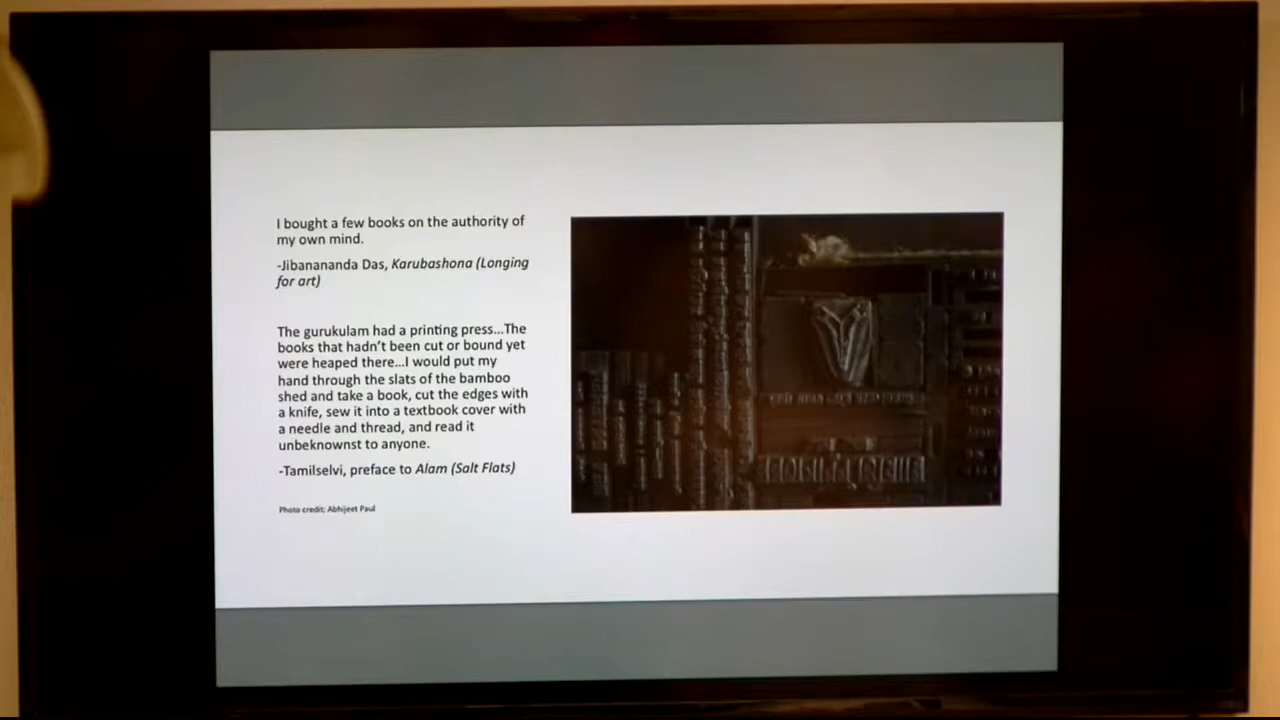 I bought a few books on the authority of
my own mind.
-Jibanananda Das, Karubashona (Longing
for art)
The gurukulam had a printing press...The
books that hadn't been cut or bound yet
were heaped there...I would put my
hand through the slats of the bamboo
shed and take a book, cut the edges with
a knife, sew it into a textbook cover with
a needle and thread, and read it
unbeknownst to anyone.
-Tamilselvi, preface to Alam (Salt Flats)
Photo credit: Abhijeet Paul